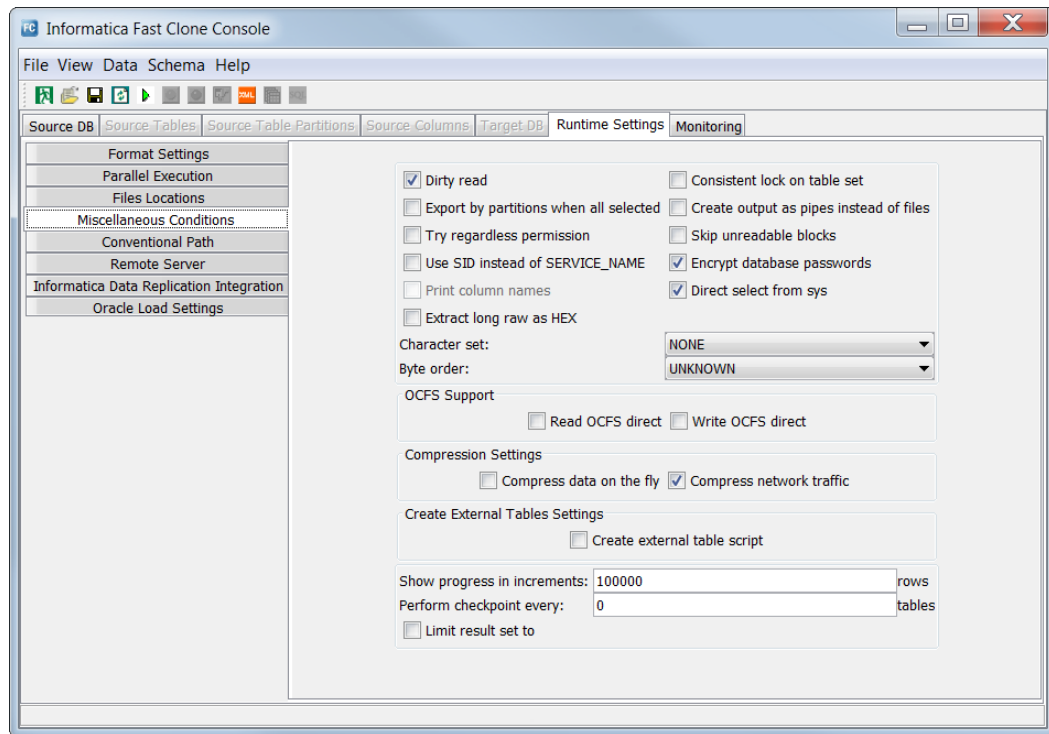 FC Informatica Fast Clone Console
File View Data Schema Help
XML
Source DB Source Tables Source Table Partitions Source Columns Target DB Runtime Settings Monitoring
Format Settings
Parallel Execution
Files Locations
Miscellaneous Conditions
Conventional Path
Remote Server
Informatica Data Replication Integration
Oracle Load Settings
Dirty read Consistent lock on table set
Export by partitions when all selected Create output as pipes instead of files
Try regardless permission Skip unreadable blocks
Use SID instead of SERVICE_NAME Encrypt database passwords
Print column names Direct select from sys
Extract long raw as HEX
Character set: NONE
Byte order: UNKNOWN
OCFS Support
Read OCFS direct Write OCFS direct
Compression Settings
Compress data on the fly Compress network traffic
Create External Tables Settings
Create external table script
Show progress in increments: 100000 rows
Perform checkpoint every: 0 tables
Limit result set to